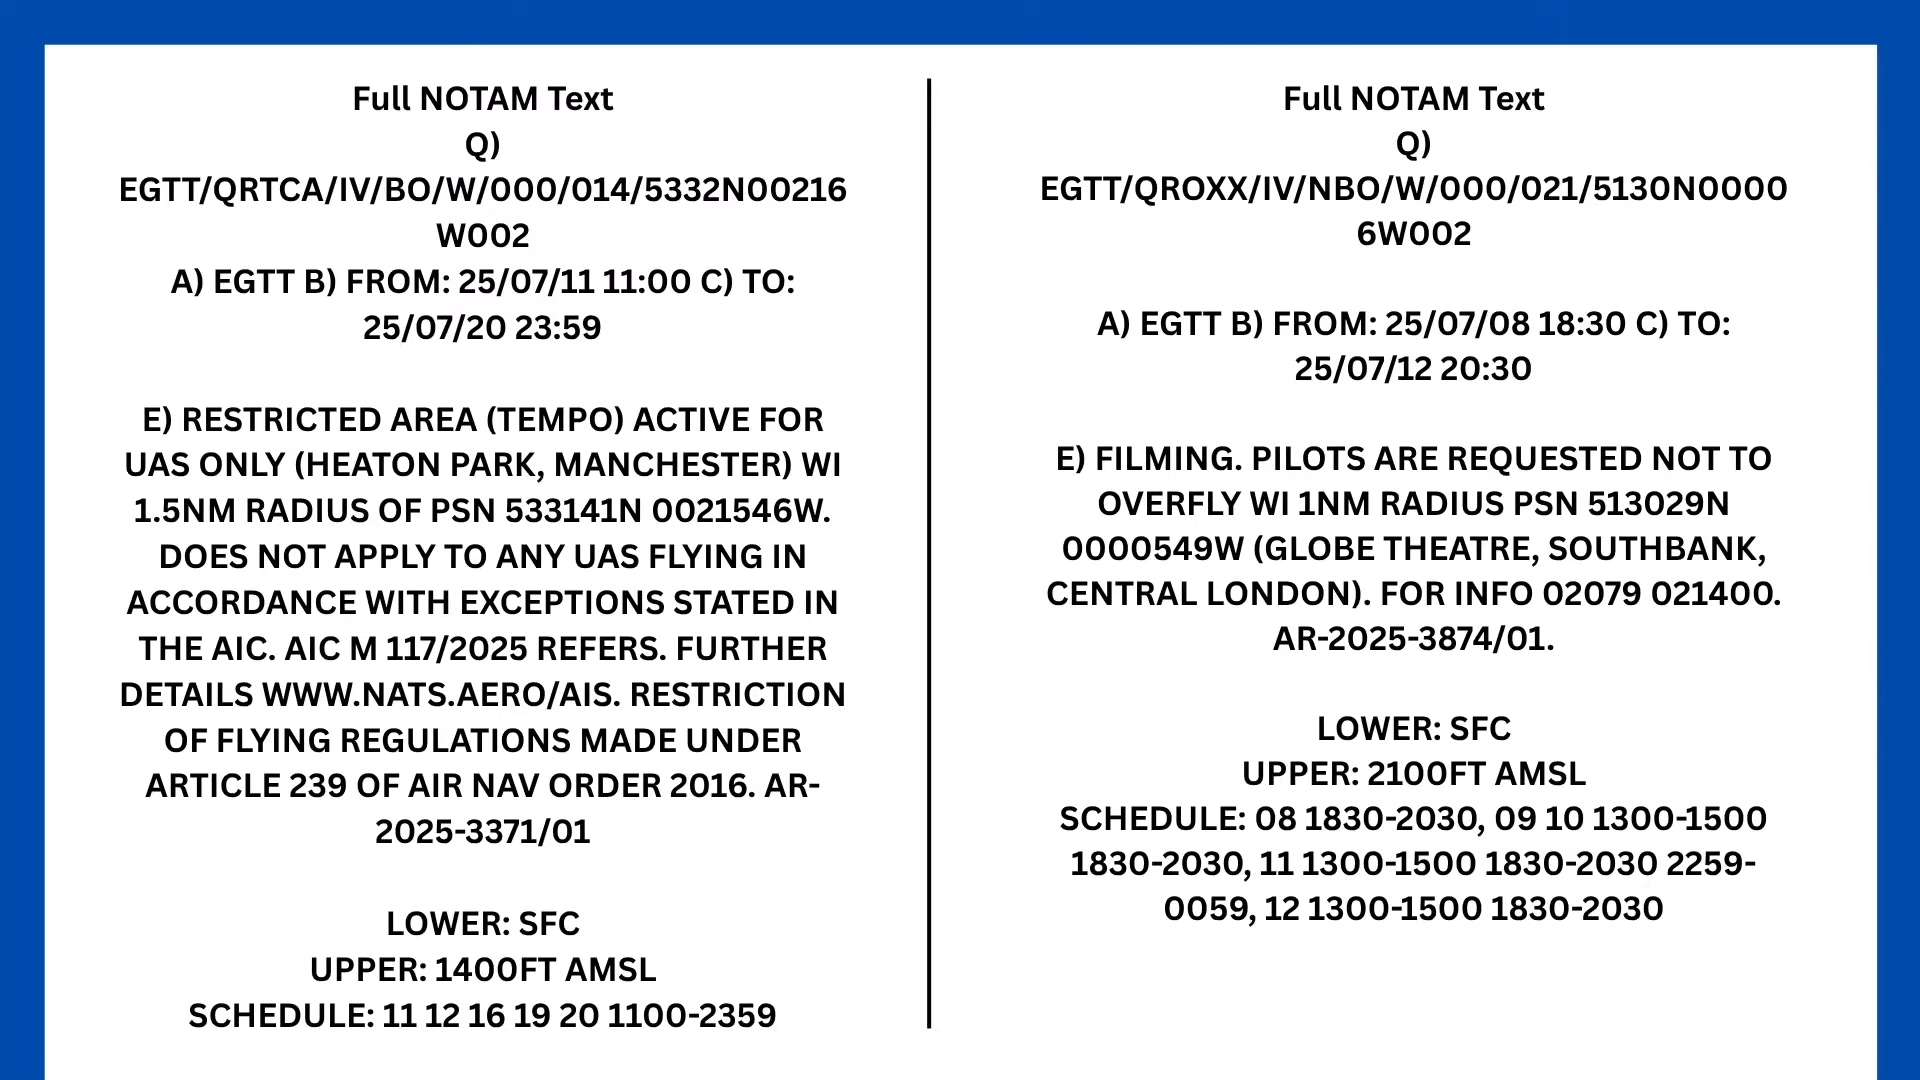 Full NOTAM Text
Q)
EGTT/QRTCA/IV/BO/W/000/014/5332N00216
W002
A) EGTT B) FROM: 25/07/11 11:00 C) TO:
25/07/20 23:59
E) RESTRICTED AREA (TEMPO) ACTIVE FOR
UAS ONLY (HEATON PARK, MANCHESTER) WI
1.5NM RADIUS OF PSN 533141N 0021546W.
DOES NOT APPLY TO ANY UAS FLYING IN
ACCORDANCE WITH EXCEPTIONS STATED IN
THE AIC. AIC M 117/2025 REFERS. FURTHER
DETAILS WWW.NATS.AERO/AIS. RESTRICTION
OF FLYING REGULATIONS MADE UNDER
ARTICLE 239 OF AIR NAV ORDER 2016. AR-
2025-3371/01
LOWER: SFC
UPPER: 1400FT AMSL
SCHEDULE: 11 12 16 19 20 1100-2359
Full NOTAM Text
Q)
EGTT/QROXX/IV/NBO/W/000/021/5130N0000
6W002
A) EGTT B) FROM: 25/07/08 18:30 C) TO:
25/07/12 20:30
E) FILMING. PILOTS ARE REQUESTED NOT TO
OVERFLY WI 1NM RADIUS PSN 513029N
0000549W (GLOBE THEATRE, SOUTHBANK,
CENTRAL LONDON). FOR INFO 02079 021400.
AR-2025-3874/01.
LOWER: SFC
UPPER: 2100FT AMSL
SCHEDULE: 08 1830-2030, 09 10 1300-1500
1830-2030, 11 1300-1500 1830-2030 2259-
0059, 12 1300-1500 1830-2030